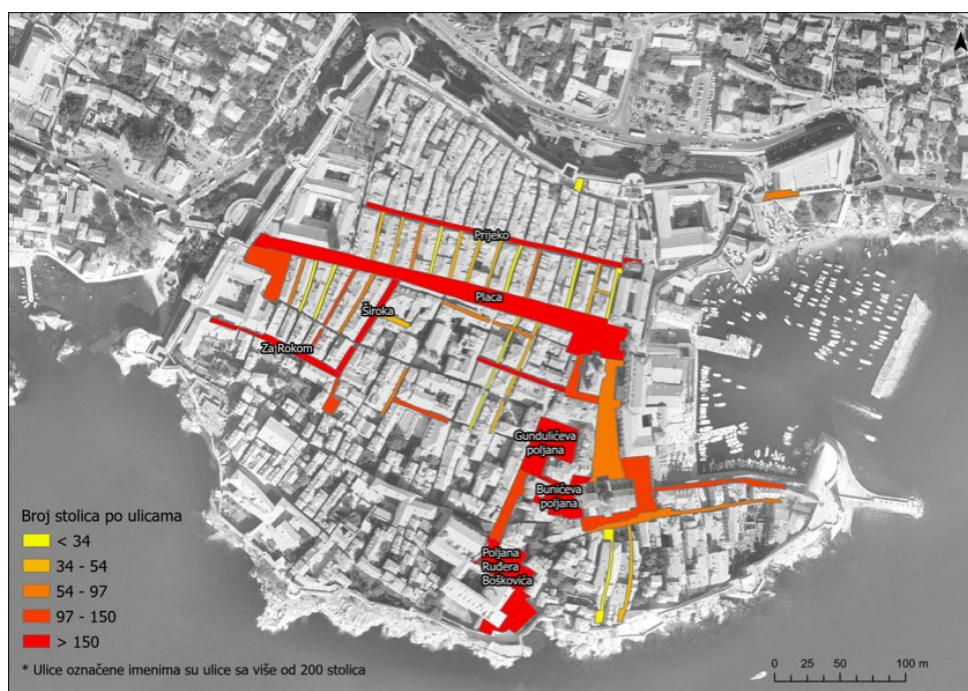 Prijeko
Placa
Široka
Za Rokom
Gundulićeva
poljana
Bunićeva
poljana
Poljana
Ruđera
Boškovića
Broj stolica po ulicama
< 34
34 - 54
54 - 97
97 - 150
> 150
* Ulice označene imenima su ulice sa više od 200 stolica
0 25 50 100 m